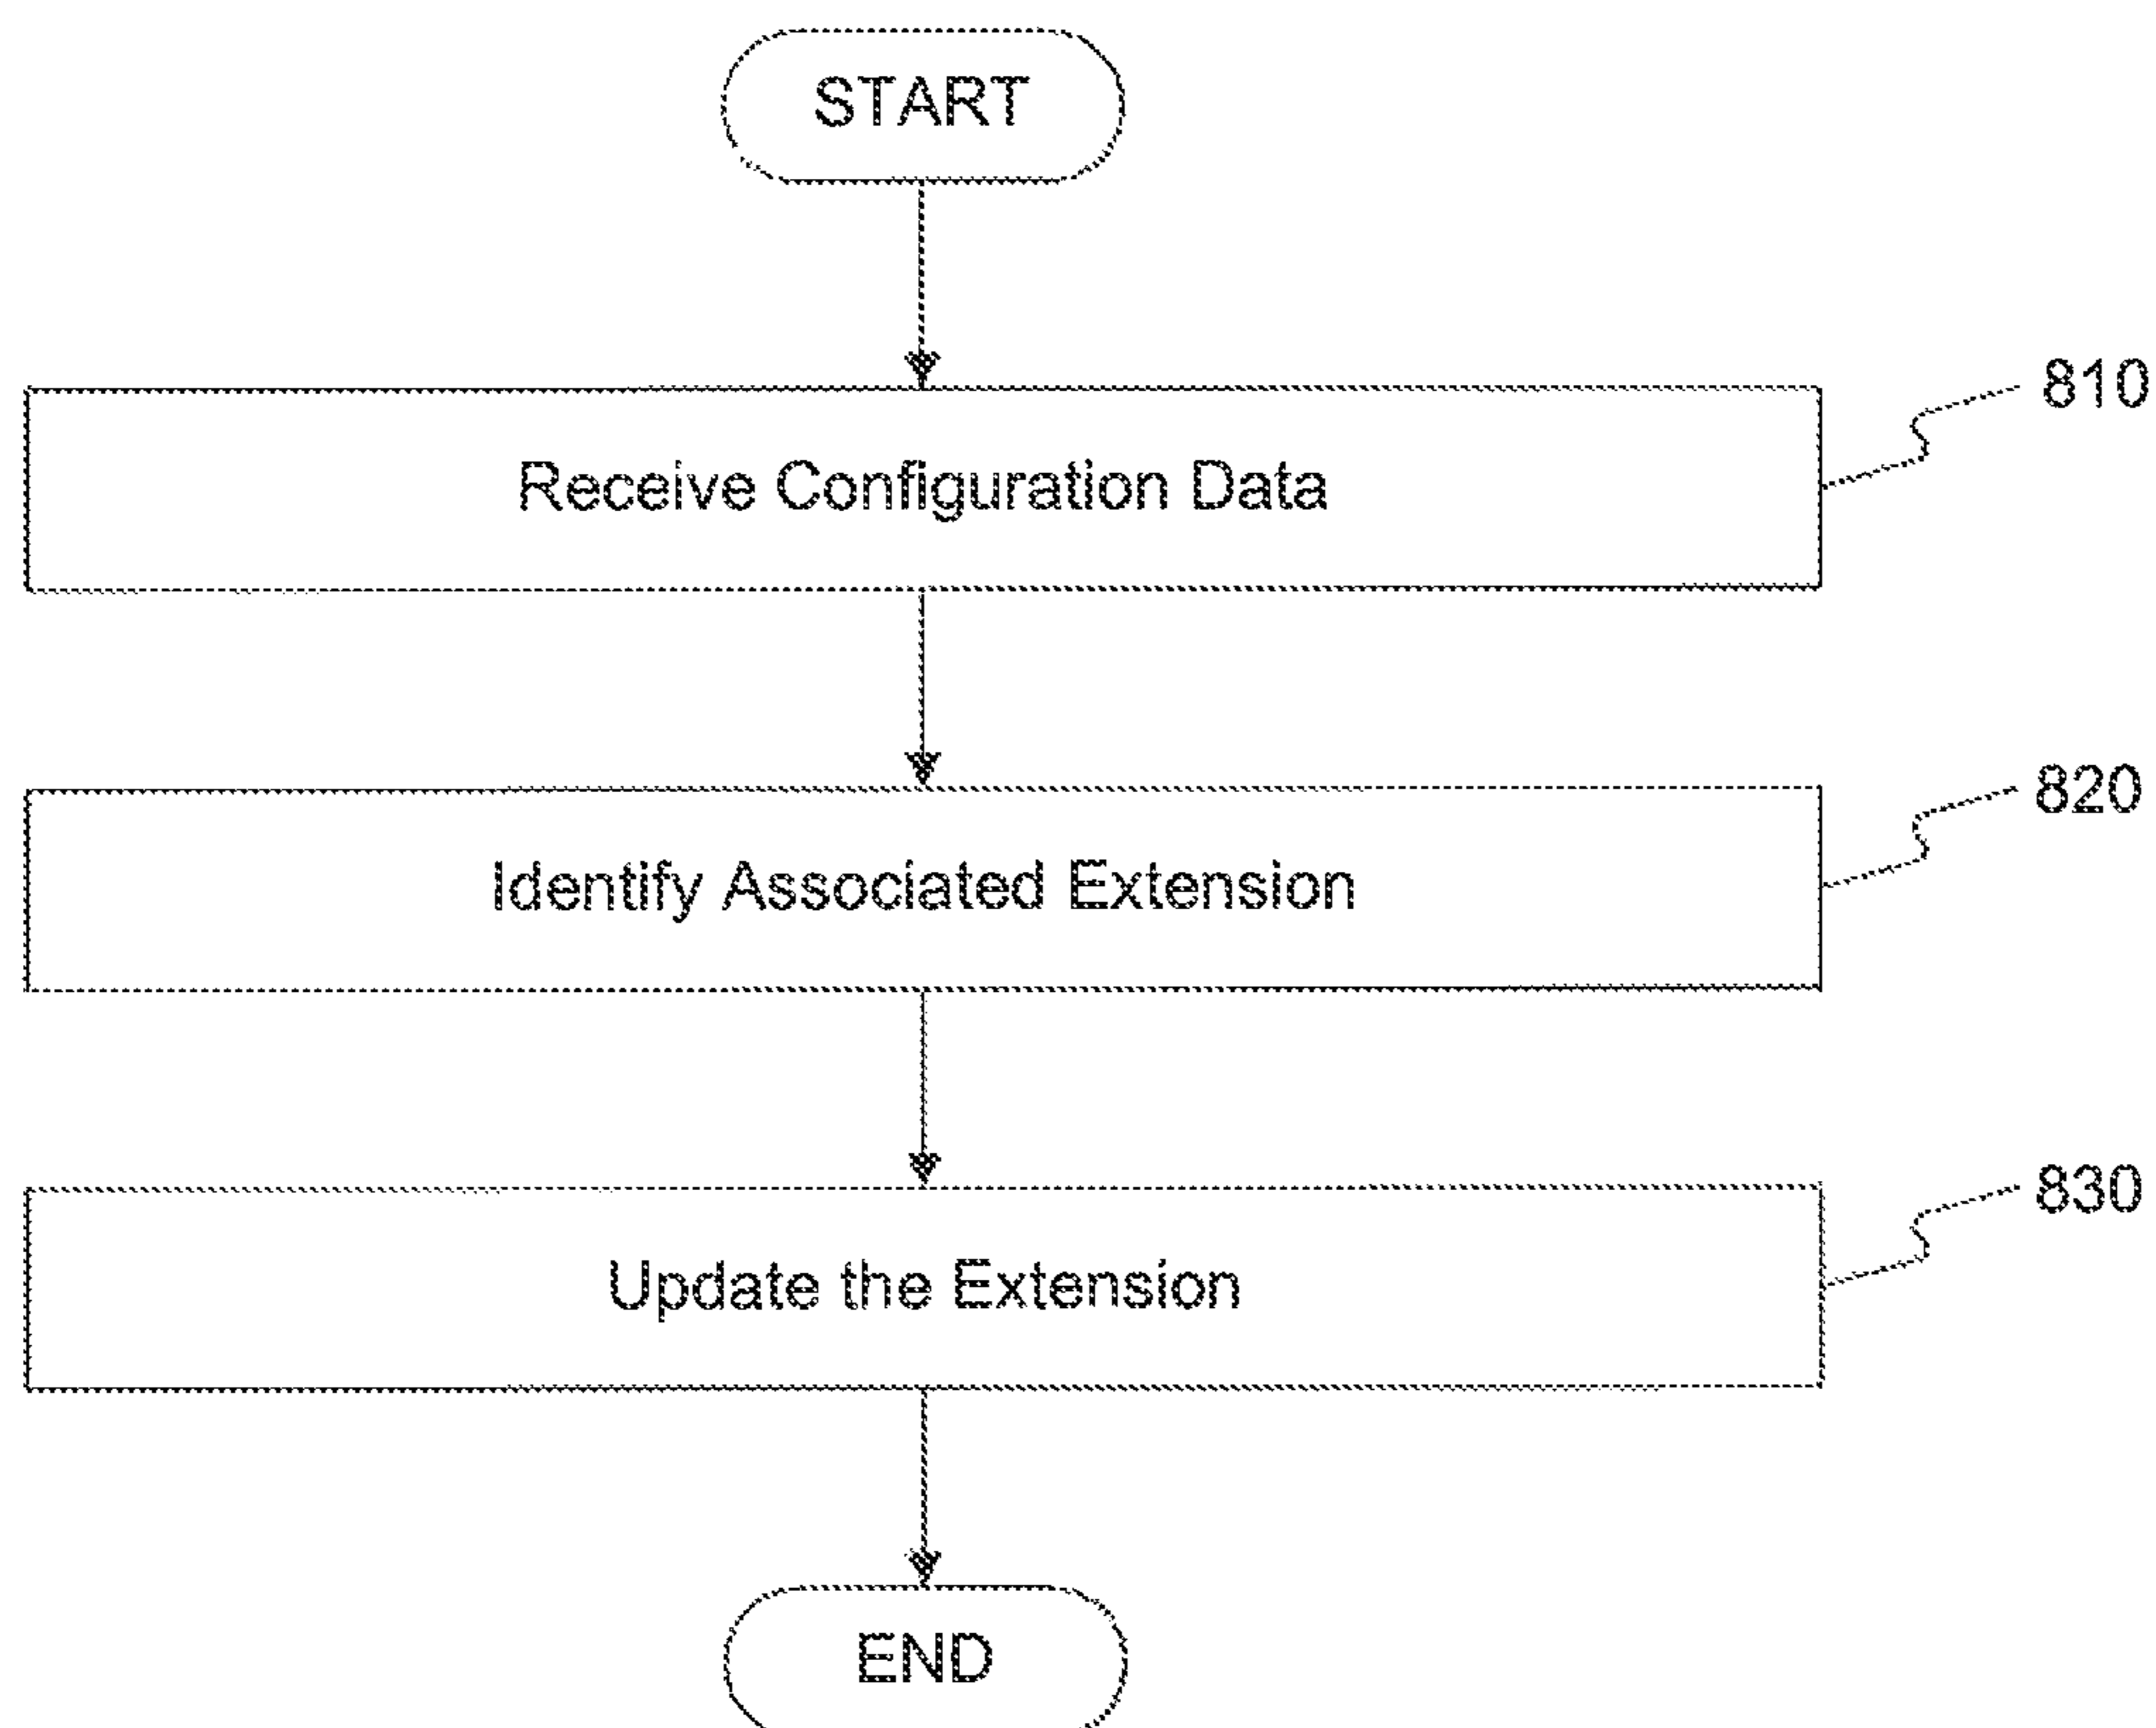 START
810
Receive Configuration Data
820
Identify Associated Extension
830
Update the Extension
END